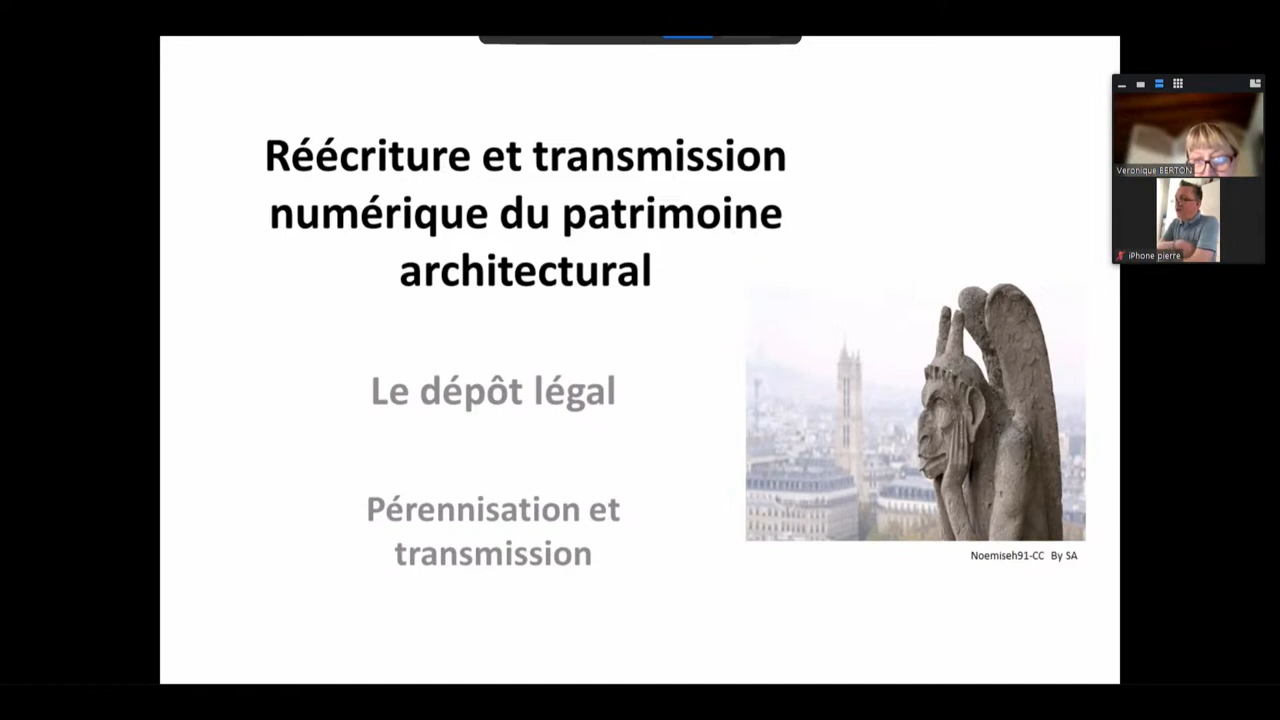 Réécriture et transmission
numérique du patrimoine
architectural
Le dépôt légal
Pérennisation et
transmission
Noemiseh91-CC By SA
Veronique BERTON
iPhone pierre